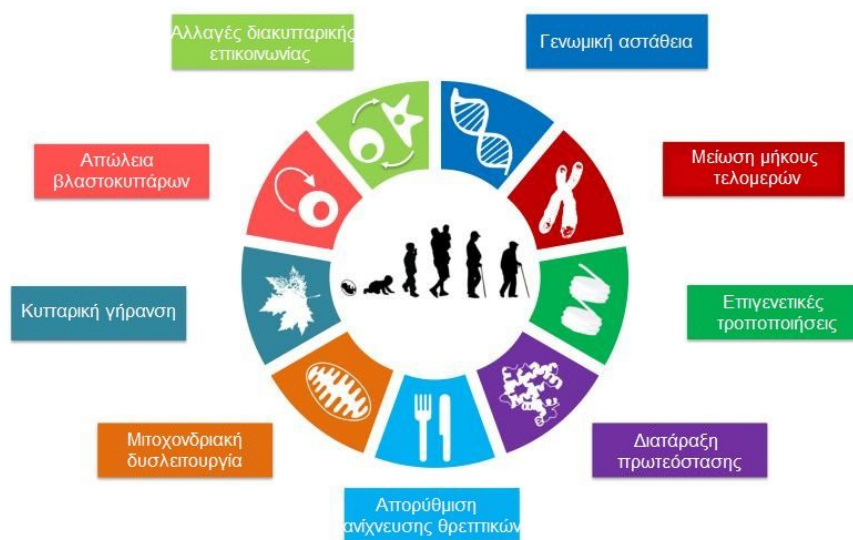 Αλλαγές διακυτταρικής
επικοινωνίας
Γενωμική αστάθεια
Μείωση μήκους
τελομερών
Επιγενετικές
τροποποιήσεις
Διατάραξη
πρωτεόστασης
Απορύθμιση
ανίχνευσης θρεπτικών
Μιτοχονδριακή
δυσλειτουργία
Κυτταρική γήρανση
Απώλεια
βλαστοκυττάρων